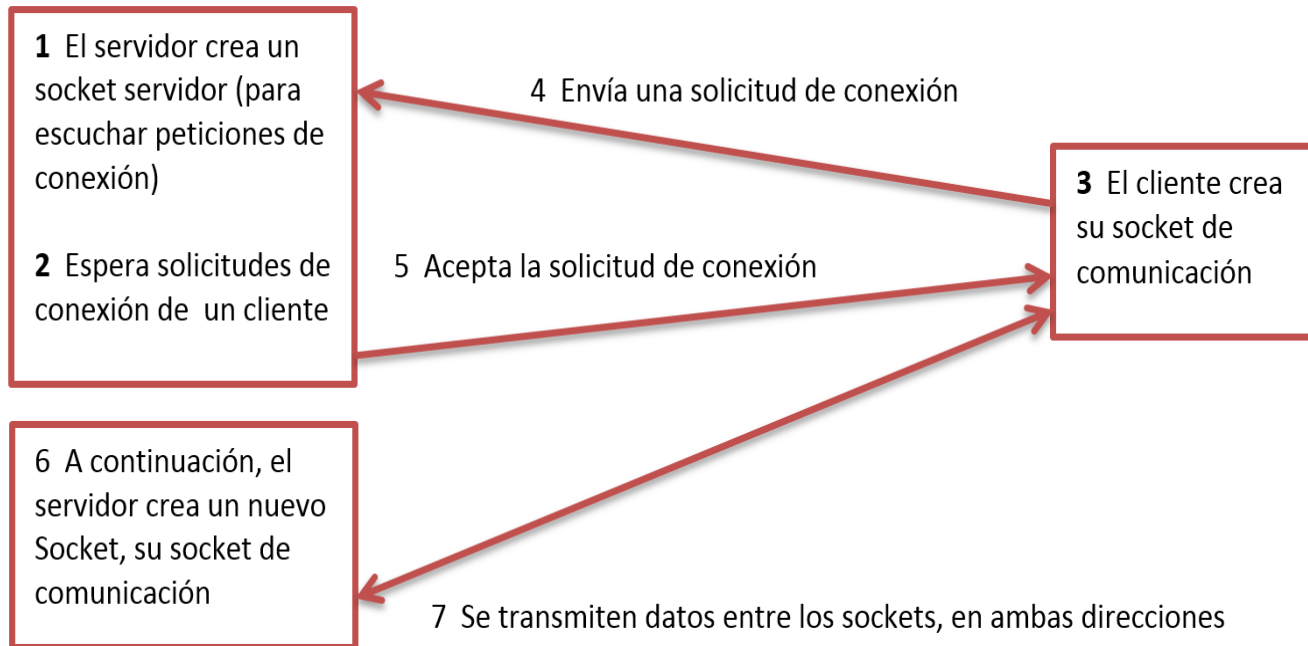 1 El servidor crea un
socket servidor (para
escuchar peticiones de
conexión)
2 Espera solicitudes de
conexión de un cliente
4 Envía una solicitud de conexión
3 El cliente crea
su socket de
comunicación
5 Acepta la solicitud de conexión
6 A continuación, el
servidor crea un nuevo
Socket, su socket de
comunicación
7 Se transmiten datos entre los sockets, en ambas direcciones